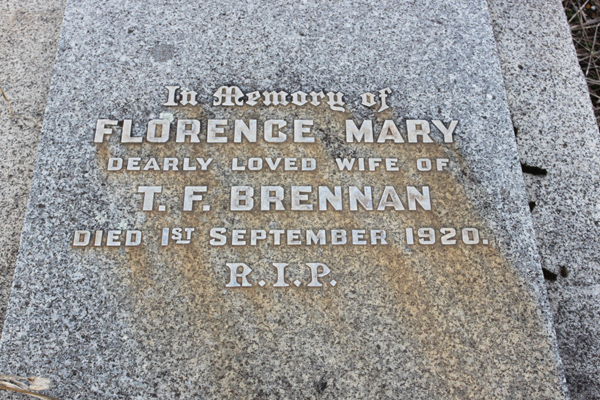 In Memory of
FLORENCE MARY
DEARLY LOVED WIFE OF
T. F. BRENNAN
DIED 1ST SEPTEMBER 1920.
R.I.P.